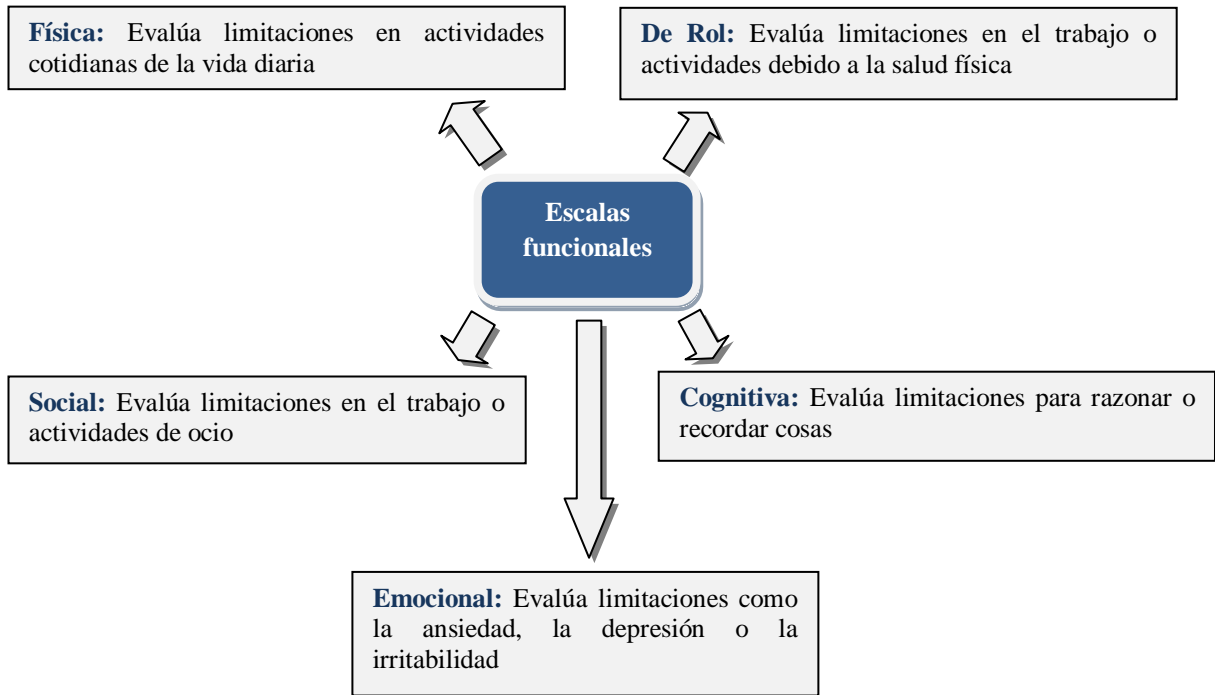 Física: Evalúa limitaciones en actividades
cotidianas de la vida diaria
De Rol: Evalúa limitaciones en el trabajo o
actividades debido a la salud física
Escalas
funcionales
Social: Evalúa limitaciones en el trabajo o
actividades de ocio
Cognitiva: Evalúa limitaciones para razonar o
recordar cosas
Emocional: Evalúa limitaciones como
la ansiedad, la depresión o la
irritabilidad